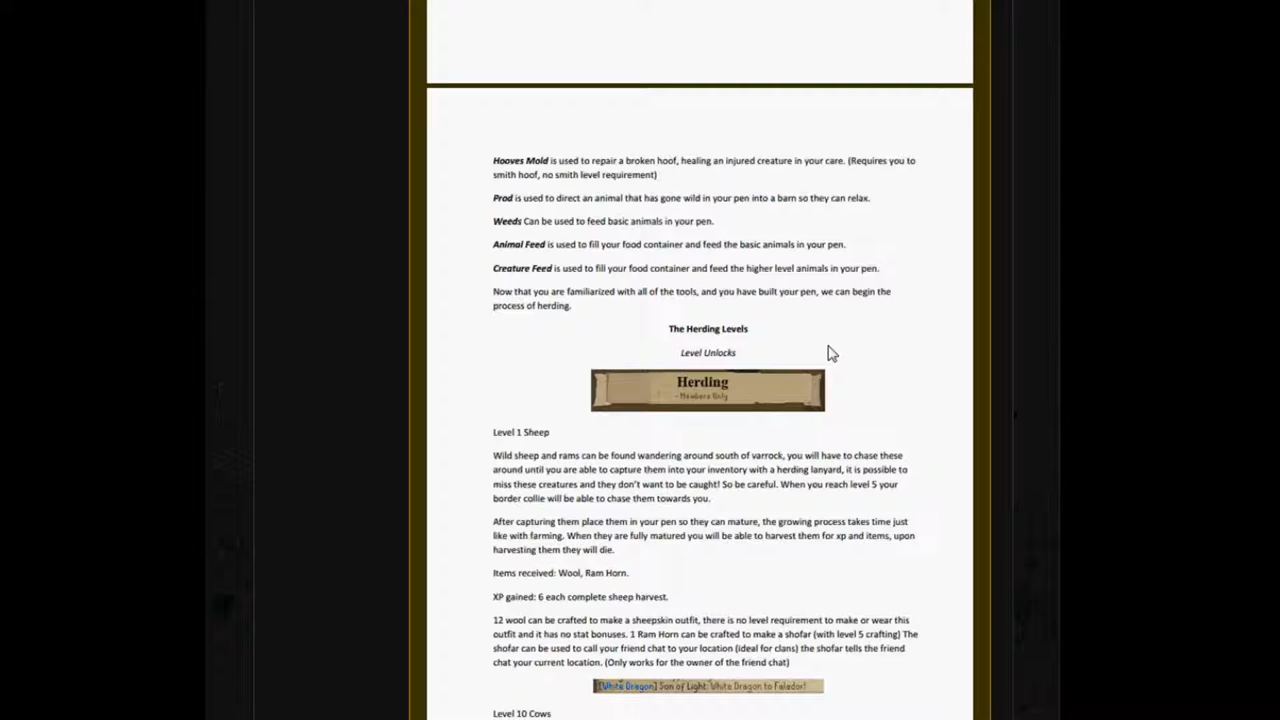 Hooves Mold is used to repair a broken hoof, healing an injured creature in your care. (Requires you to
smith hoof, no smith level requirement)
Prod is used to direct an animal that has gone wild in your pen into a barn so they can relax.
Weeds Can be used to feed basic animals in your pen.
Animal Feed is used to fill your food container and feed the basic animals in your pen.
Creature Feed is used to fill your food container and feed the higher level animals in your pen.
Now that you are familiarized with all of the tools, and you have built your pen, we can begin the
process of herding.
The Herding Levels
Level Unlocks
Herding
- Members Only
Level 1 Sheep
Wild sheep and rams can be found wandering around south of varrock, you will have to chase these
around until you are able to capture them into your inventory with a herding lanyard, it is possible to
miss these creatures and they don't want to be caught! So be careful. When you reach level 5 your
border collie will be able to chase them towards you.
After capturing them place them in your pen so they can mature, the growing process takes time just
like with farming. When they are fully matured you will be able to harvest them for xp and items, upon
harvesting them they will die.
Items received: Wool, Ram Horn.
XP gained: 6 each complete sheep harvest.
12 wool can be crafted to make a sheepskin outfit, there is no level requirement to make or wear this
outfit and it has no stat bonuses. 1 Ram Horn can be crafted to make a shofar (with level 5 crafting) The
shofar can be used to call your friend chat to your location (ideal for clans) the shofar tells the friend
chat your current location. (Only works for the owner of the friend chat)
[White Dragon] Son of Light: White Dragon to Falador!
Level 10 Cows